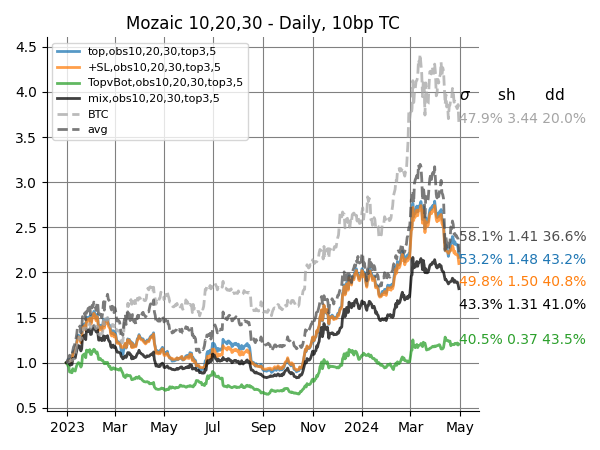 Mozaic 10,20,30 - Daily, 10bp TC
top,obs10,20,30,top3,5
+SL,obs10,20,30,top3,5
TopvBot,obs10,20,30,top3,5
mix,obs10,20,30,top3,5
BTC
avg
4.5
4.0
3.5
3.0
2.5
2.0
1.5
1.0
0.5
σ sh dd
47.9% 3.44 20.0%
58.1% 1.41 36.6%
53.2% 1.48 43.2%
49.8% 1.50 40.8%
43.3% 1.31 41.0%
40.5% 0.37 43.5%
2023 Mar May Jul Sep Nov 2024 Mar May